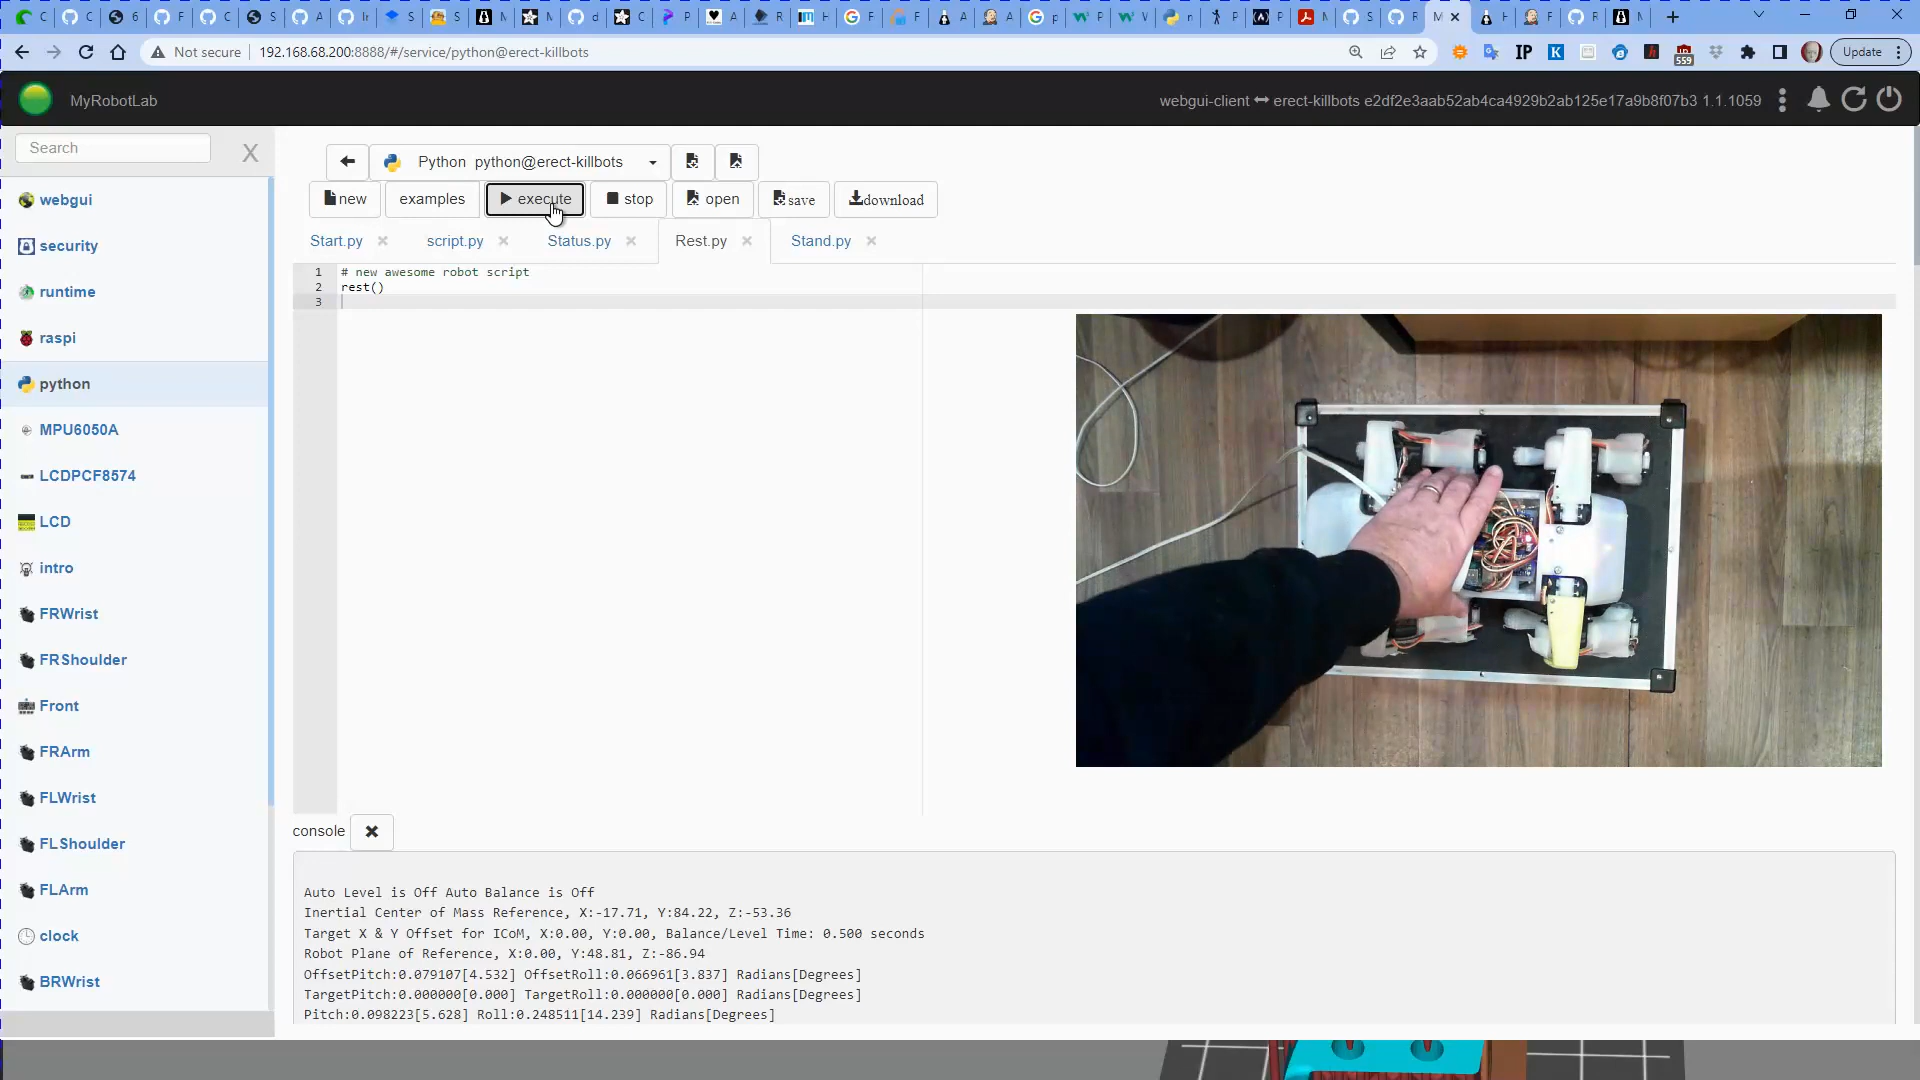 Not secure
192.168.68.200:8888/#/service/python@erect-killbots
IP
559
Update
MyRobotLab
webgui-client ⇔ erect-killbots e2df2e3aab52ab4ca4929b2ab125e17a9b8f07b3 1.1.1059
Search
X
Python python@erect-killbots
new
examples
execute
stop
open
save
download
Start.py
script.py
Status.py
Rest.py
Stand.py
webgui
security
runtime
raspi
python
MPU6050A
LCDPCF8574
LCD
intro
FRWrist
FRShoulder
Front
FRArm
FLWrist
FLShoulder
FLArm
clock
BRWrist
1 # new awesome robot script
2 rest()
3
console
Auto Level is Off Auto Balance is Off
Inertial Center of Mass Reference, X:-17.71, Y:84.22, Z:-53.36
Target X & Y Offset for ICoM, X:0.00, Y:0.00, Balance/Level Time: 0.500 seconds
Robot Plane of Reference, X:0.00, Y:48.81, Z:-86.94
OffsetPitch:0.079107[4.532] OffsetRoll:0.066961[3.837] Radians[Degrees]
TargetPitch:0.000000[0.000] TargetRoll:0.000000[0.000] Radians[Degrees]
Pitch:0.098223[5.628] Roll:0.248511[14.239] Radians[Degrees]